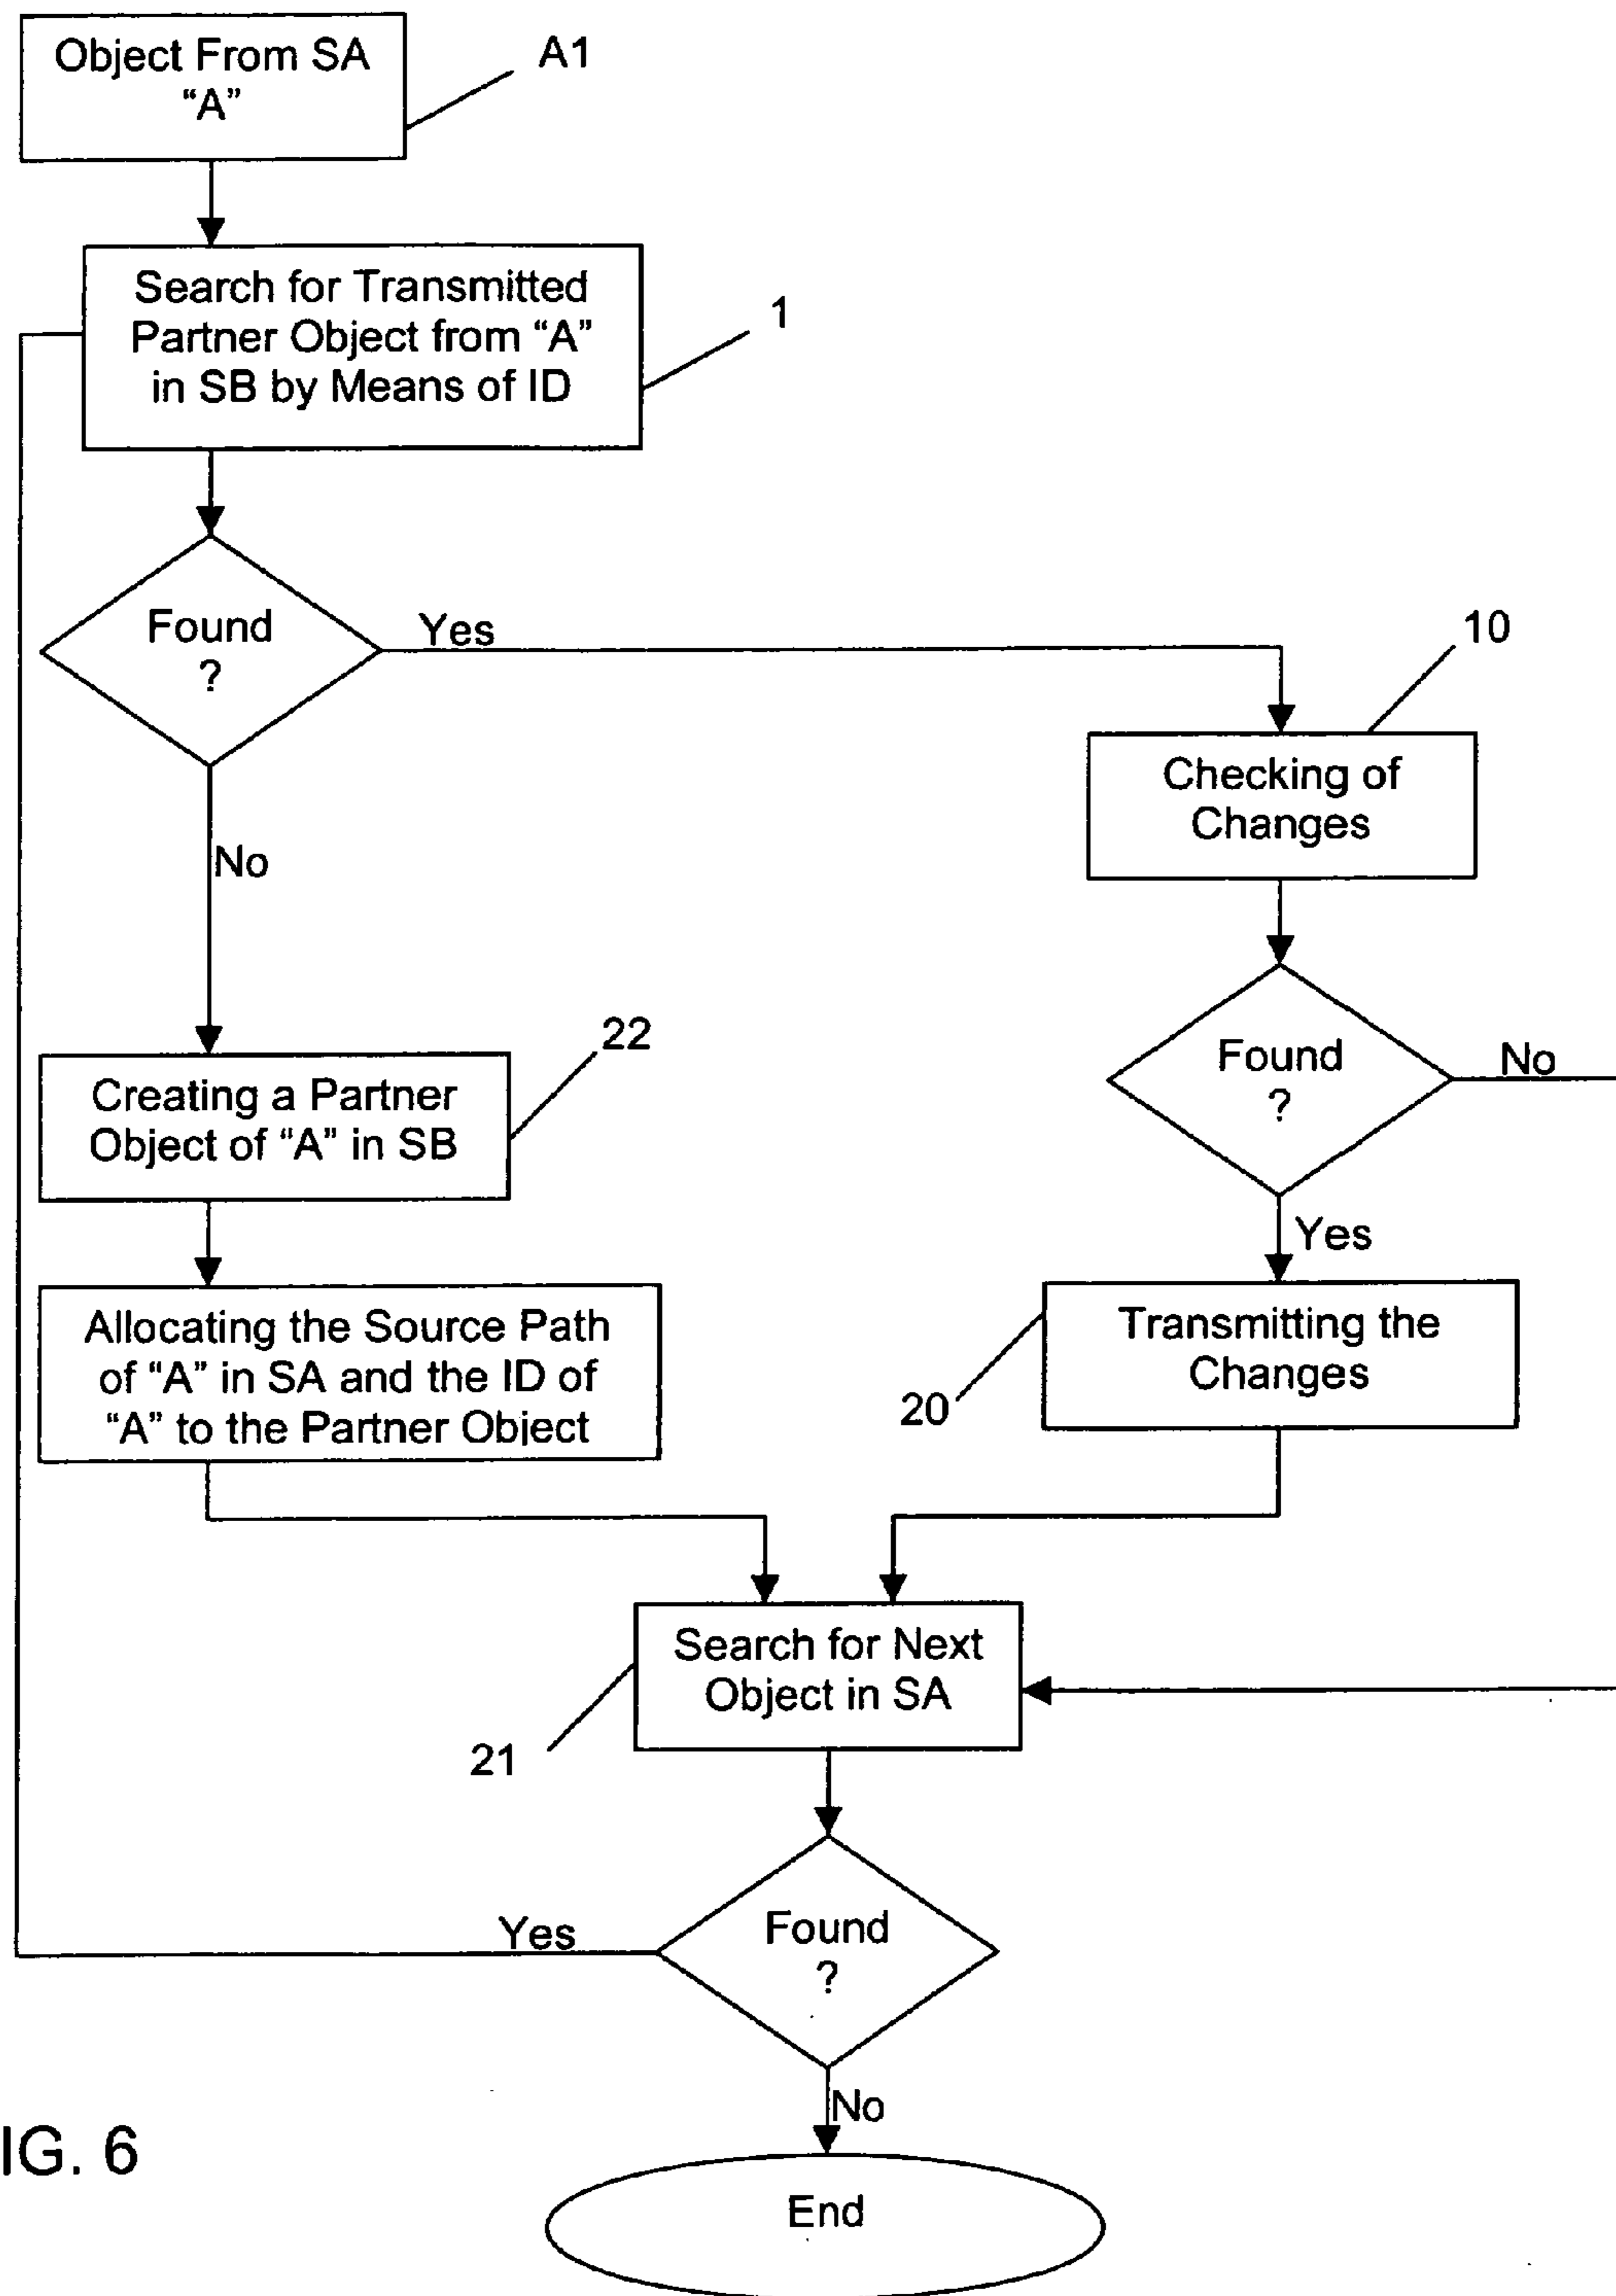 Object From SA
“A”
A1
Search for Transmitted
Partner Object from “A”
in SB by Means of ID
1
Found
?
Yes
10
Checking of
Changes
No
Found
?
No
22
Creating a Partner
Object of “A” in SB
Yes
Allocating the Source Path
of “A” in SA and the ID of
“A” to the Partner Object
Transmitting the
Changes
20
Search for Next
Object in SA
21
Yes
Found
?
No
IG. 6
End